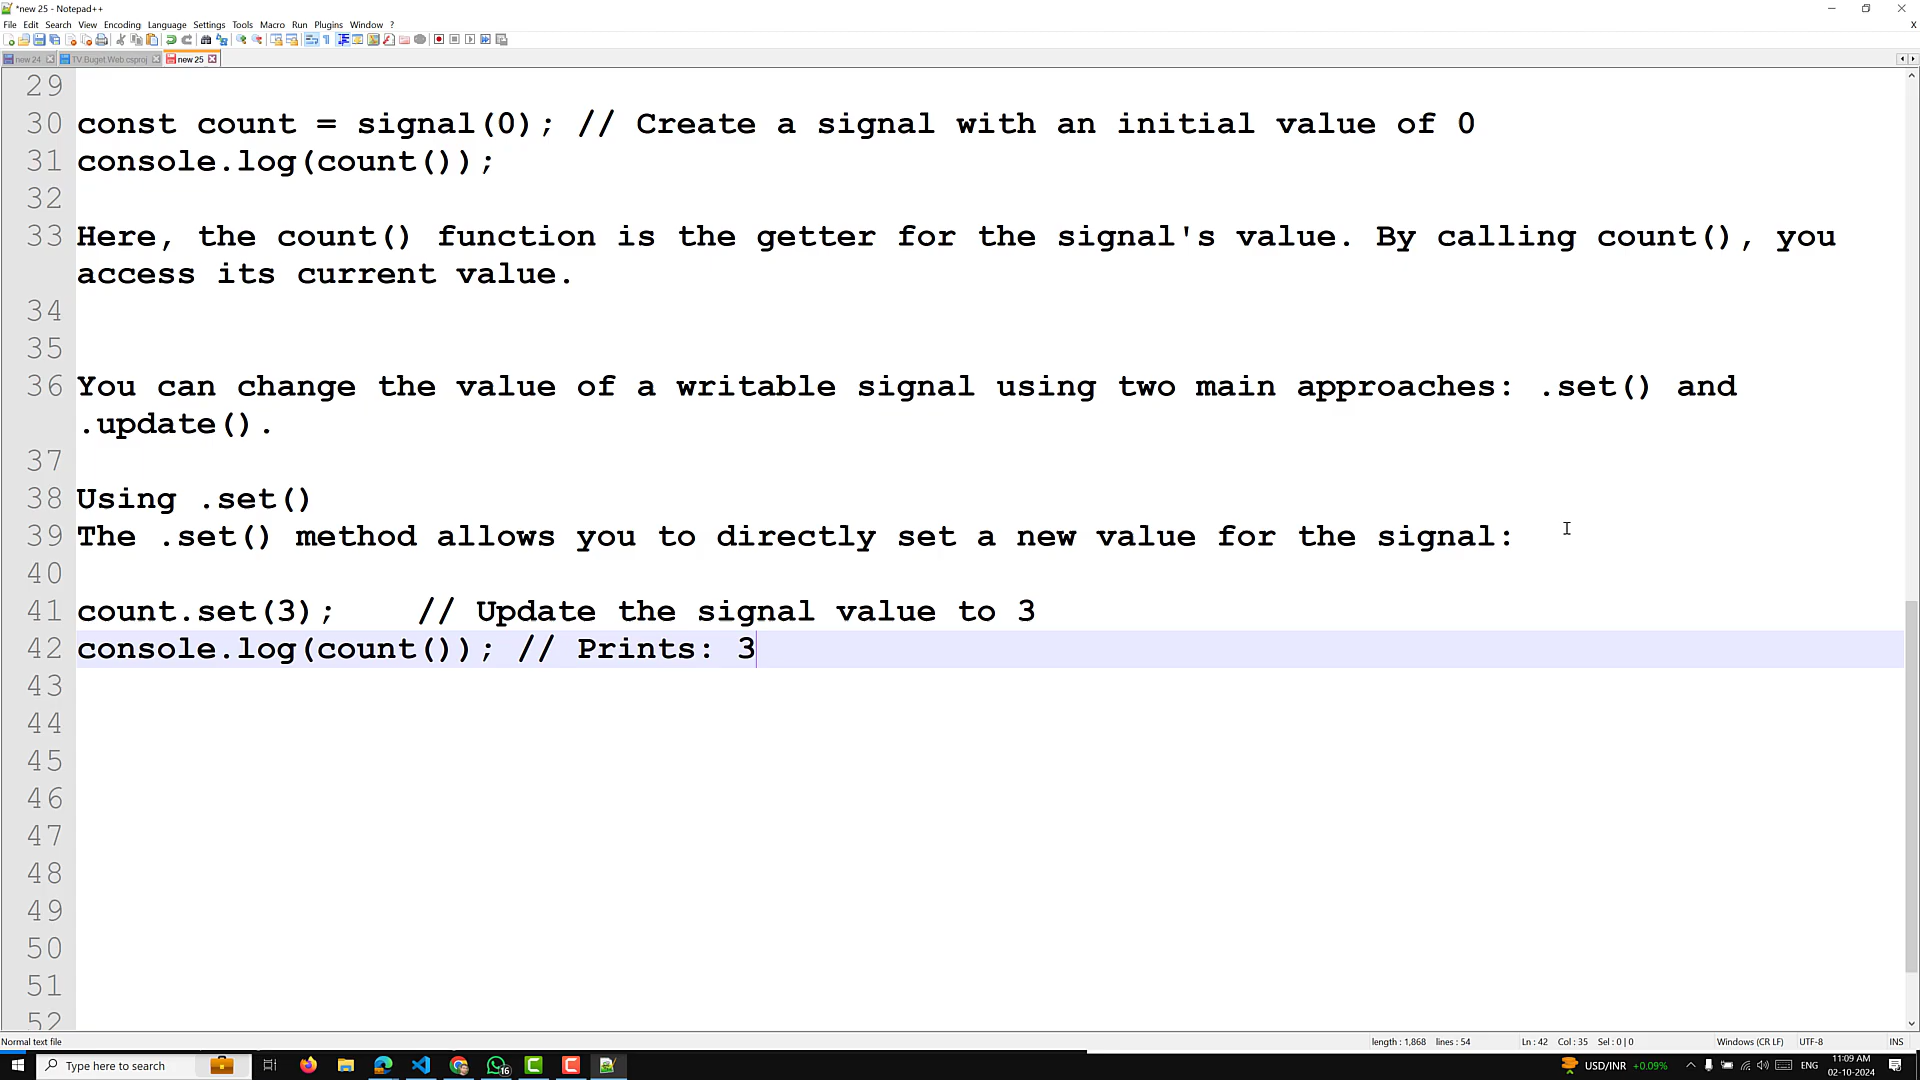 *new 25 - Notepad++
File Edit Search View Encoding Language Settings Tools Macro Run Plugins Window ?
X
new 24 TV.Buget.Web.csproj new 25
29
30 const count = signal(0); // Create a signal with an initial value of 0
31 console.log(count());
32
33 Here, the count() function is the getter for the signal's value. By calling count(), you
access its current value.
34
35
36 You can change the value of a writable signal using two main approaches: .set() and
.update().
37
38 Using .set()
39 The .set() method allows you to directly set a new value for the signal:
40
41 count.set(3);    // Update the signal value to 3
42 console.log(count()); // Prints: 3
43
44
45
46
47
48
49
50
51
52
Normal text file length : 1,868 lines : 54 Ln : 42 Col : 35 Sel : 0 | 0 Windows (CR LF) UTF-8 INS
Type here to search 16 USD/INR +0.09% ENG 11:09 AM
02-10-2024